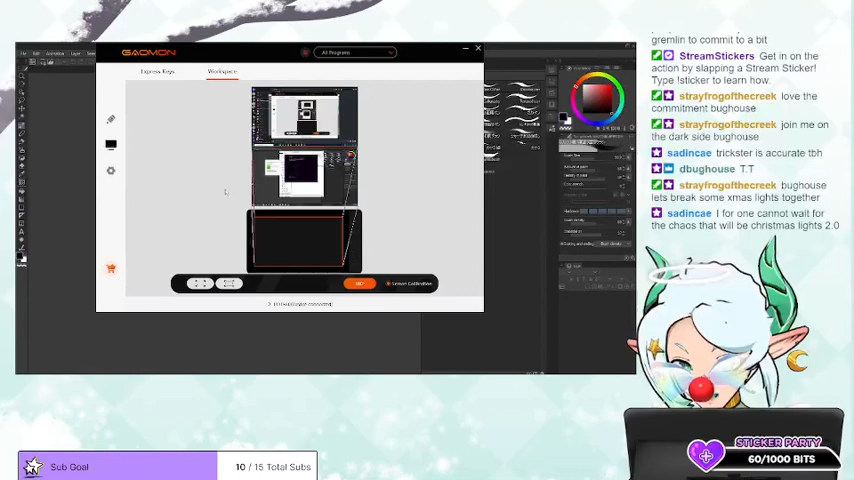 GAOMON
All Programs
Express Keys
Workspace
Screen Calibration
gremlin to commit to a bit
StreamStickers Get in on the
action by slapping a Stream Sticker!
Type !sticker to learn how.
strayfrogofthecreek love the
commitment bughouse
strayfrogofthecreek join me on
the dark side bughouse
sadincae trickster is accurate tbh
dbughouse T.T
strayfrogofthecreek bughouse
lets break some xmas lights together
sadincae I for one cannot wait for
the chaos that will be christmas lights 2.0
STICKER PARTY
60/1000 BITS
Sub Goal
10 / 15 Total Subs